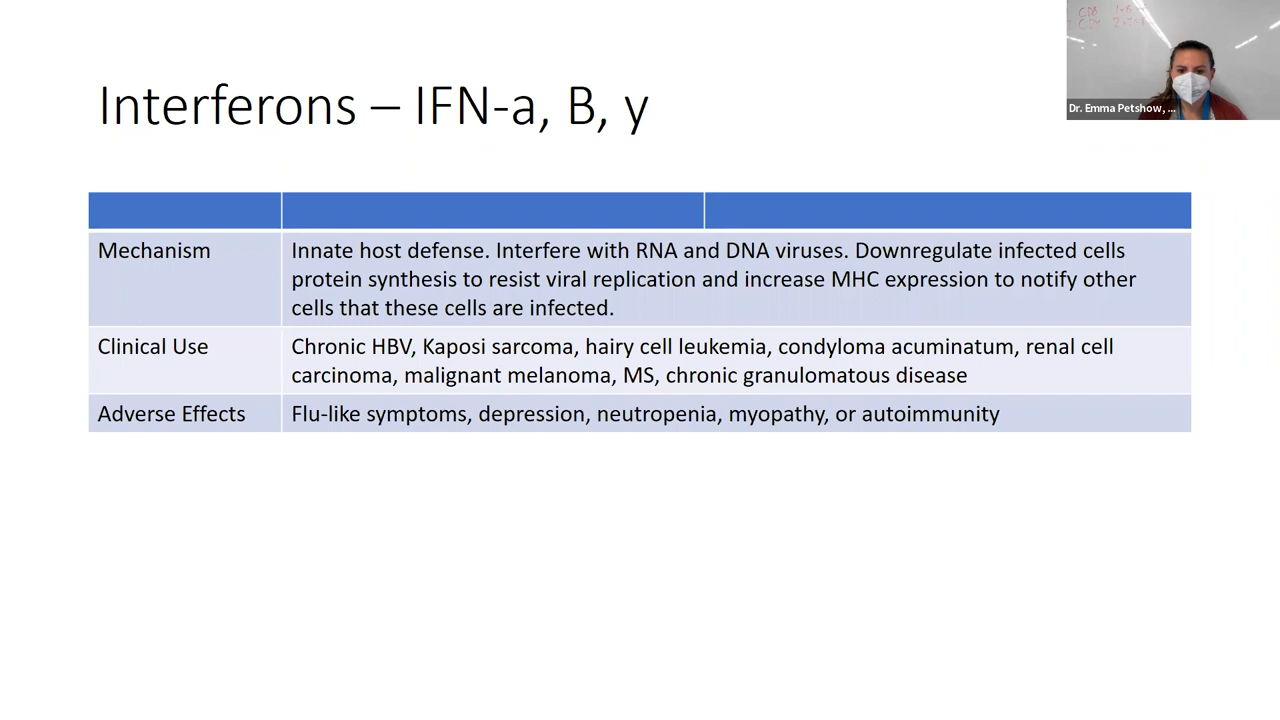 Interferons – IFN-a, B, y
CD8
Dr. Emma Petshow, ...
Mechanism
Innate host defense. Interfere with RNA and DNA viruses. Downregulate infected cells
protein synthesis to resist viral replication and increase MHC expression to notify other
cells that these cells are infected.
Clinical Use
Chronic HBV, Kaposi sarcoma, hairy cell leukemia, condyloma acuminatum, renal cell
carcinoma, malignant melanoma, MS, chronic granulomatous disease
Adverse Effects
Flu-like symptoms, depression, neutropenia, myopathy, or autoimmunity